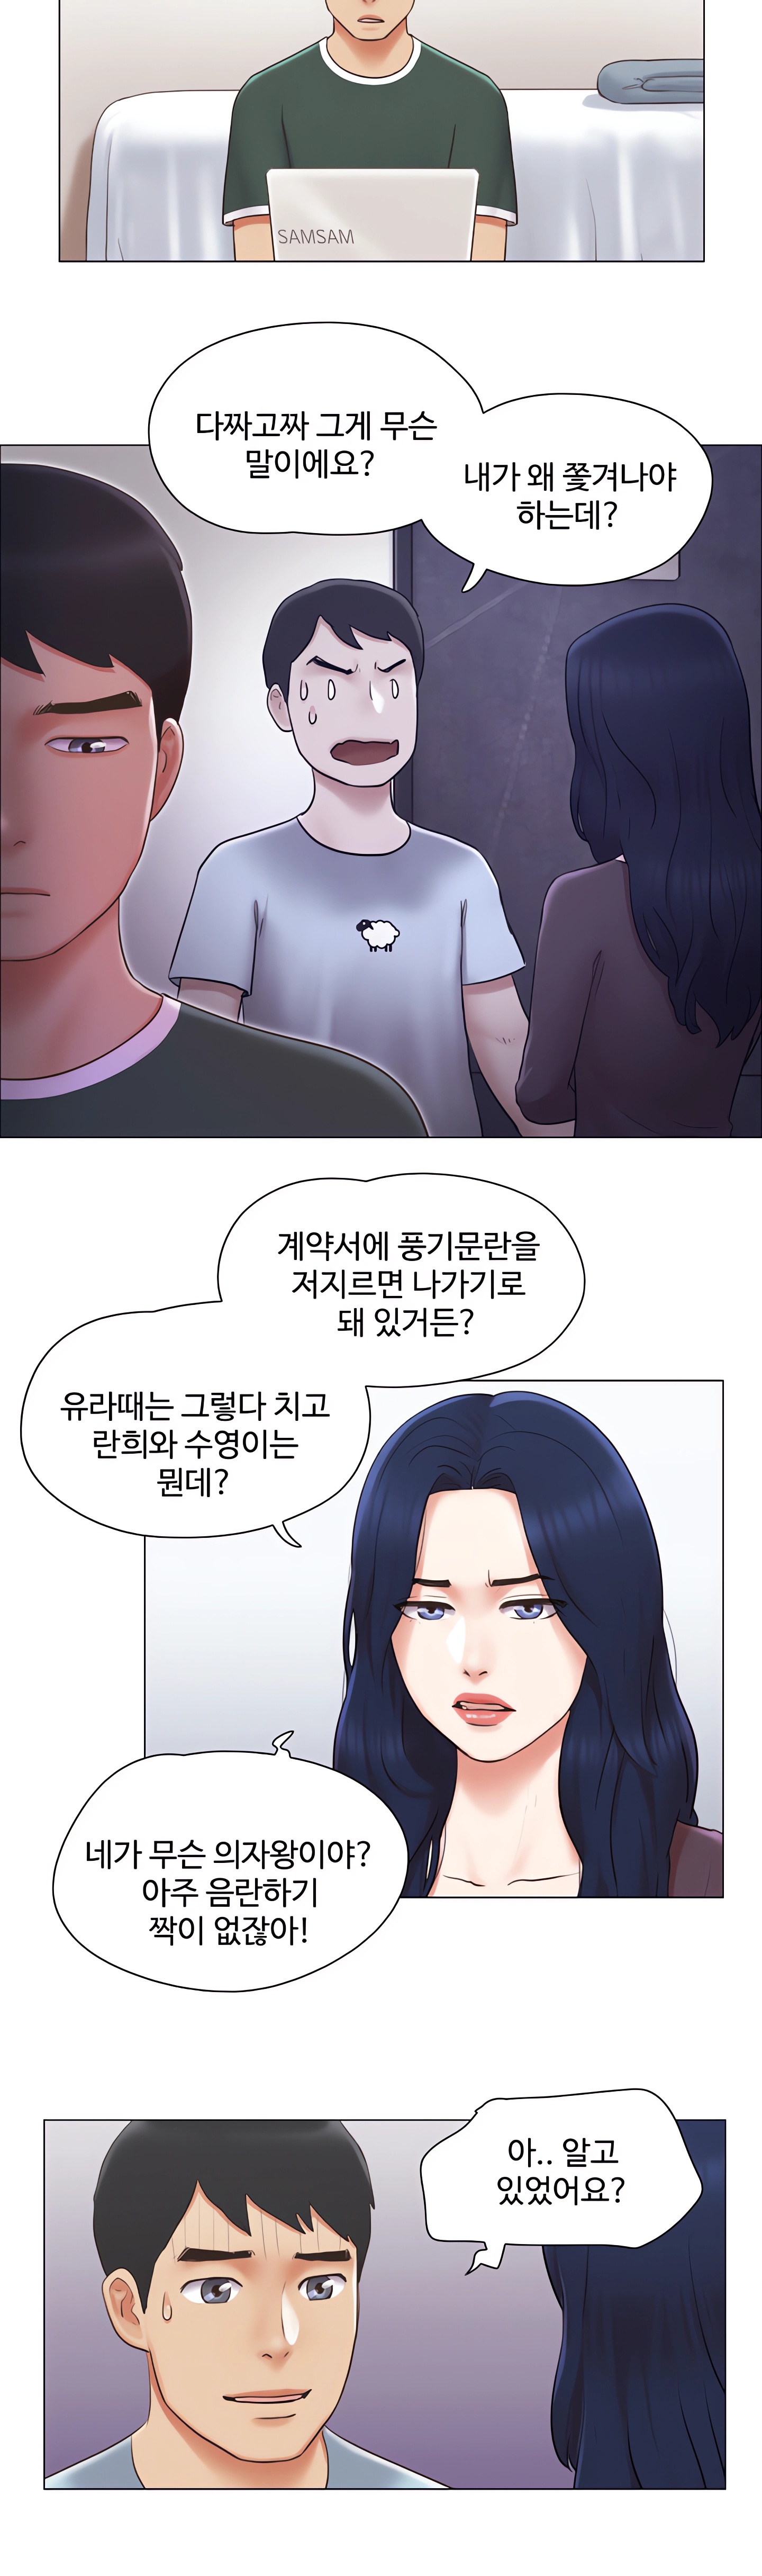 SAMSAM
다짜고짜 그게 무슨
말이에요?
내가 왜 쫓겨나야
하는데?
계약서에 풍기문란을
저지르면 나가기로
돼 있거든?
유라때는 그렇다 치고
란희와 수영이는
뭔데?
네가 무슨 의자왕이야?
아주 음란하기
짝이 없잖아!
아.. 알고
있었어요?